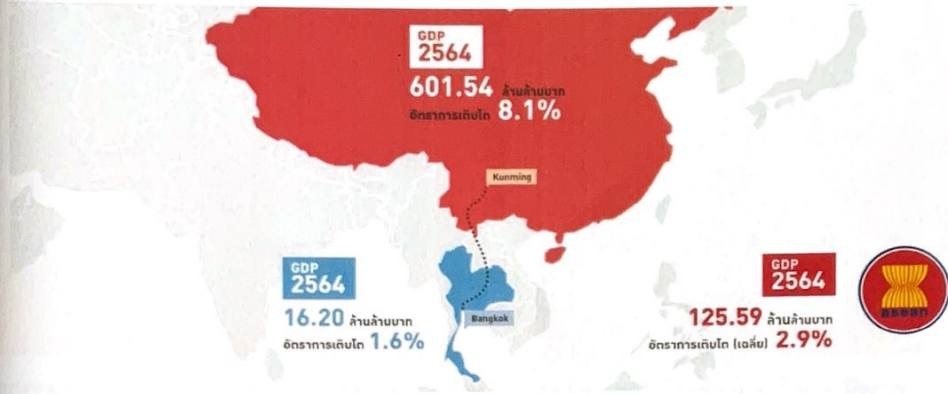 GDP
2564
601.54 ล้านล้านบาท
อัตราการเติบโต 8.1%
Kunming
GDP
2564
16.20 ล้านล้านบาท
อัตราการเติบโต 1.6%
Bangkok
GDP
2564
125.59 ล้านล้านบาท
อัตราการเติบโต (เฉลี่ย) 2.9%
asean